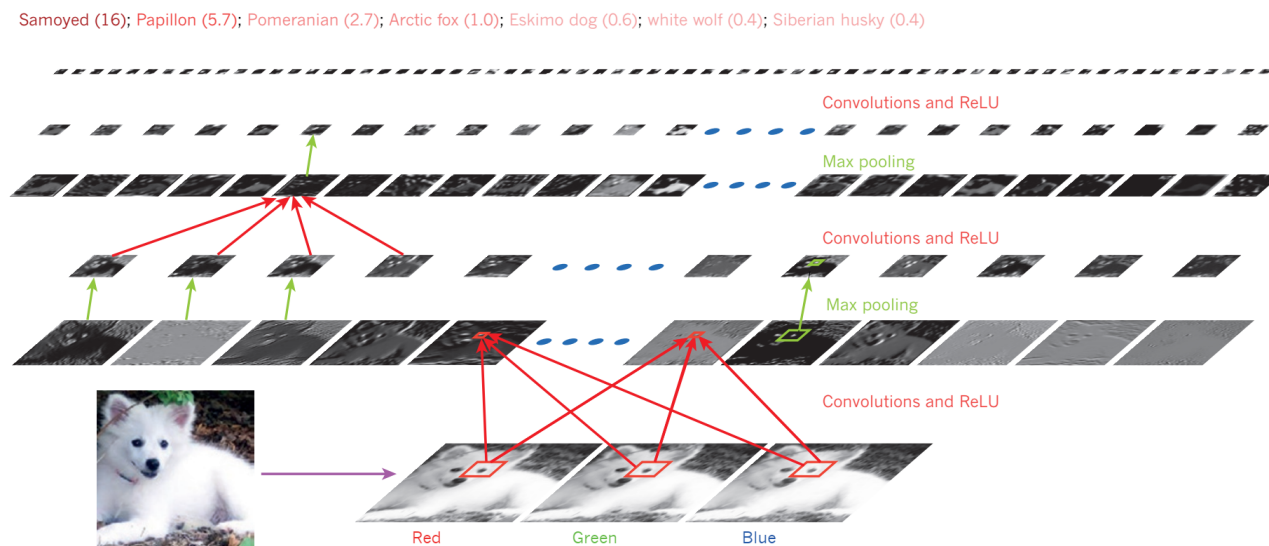 Samoyed (16); Papillon (5.7); Pomeranian (2.7); Arctic fox (1.0); Eskimo dog (0.6); white wolf (0.4); Siberian husky (0.4)
Convolutions and ReLU
Max pooling
Convolutions and ReLU
Max pooling
Convolutions and ReLU
Red
Green
Blue